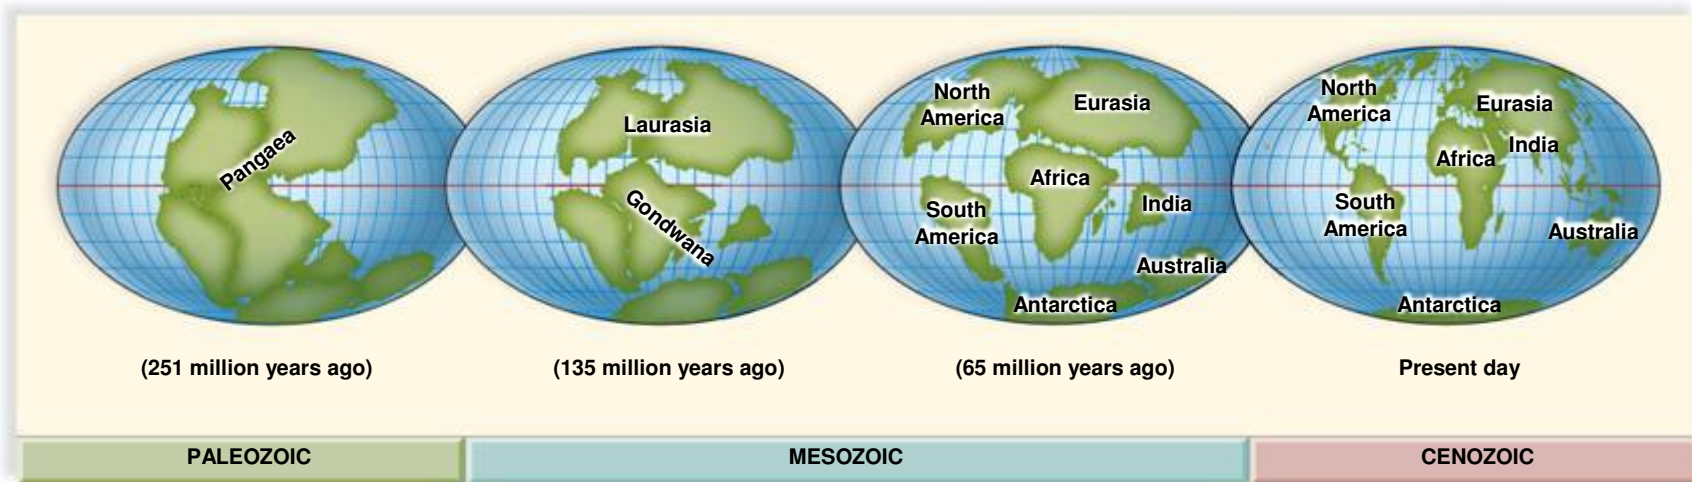 Pangaea
Laurasia
Gondwana
North
America
Eurasia
Africa
South
America
India
Australia
Antarctica
North
America
Eurasia
India
Africa
South
America
Australia
Antarctica
(251 million years ago)
(135 million years ago)
(65 million years ago)
Present day
PALEOZOIC
MESOZOIC
CENOZOIC